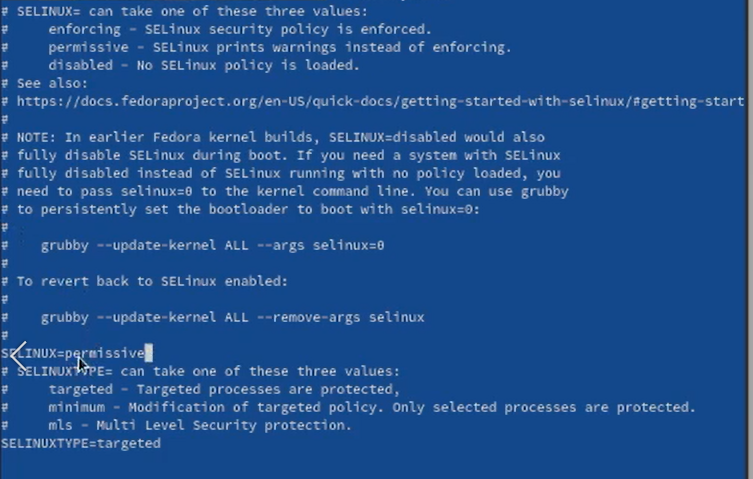 # SELINUX= can take one of these three values:
#     enforcing - SELinux security policy is enforced.
#     permissive - SELinux prints warnings instead of enforcing.
#     disabled - No SELinux policy is loaded.
# See also:
# https://docs.fedoraproject.org/en-US/quick-docs/getting-started-with-selinux/#getting-start
#
# NOTE: In earlier Fedora kernel builds, SELINUX=disabled would also
# fully disable SELinux during boot. If you need a system with SELinux
# fully disabled instead of SELinux running with no policy loaded, you
# need to pass selinux=0 to the kernel command line. You can use grubby
# to persistently set the bootloader to boot with selinux=0:
#
#    grubby --update-kernel ALL --args selinux=0
#
# To revert back to SELinux enabled:
#
#    grubby --update-kernel ALL --remove-args selinux
#
SELINUX=permissive
# SELINUXTYPE= can take one of these three values:
#     targeted - Targeted processes are protected,
#     minimum - Modification of targeted policy. Only selected processes are protected.
#     mls - Multi Level Security protection.
SELINUXTYPE=targeted